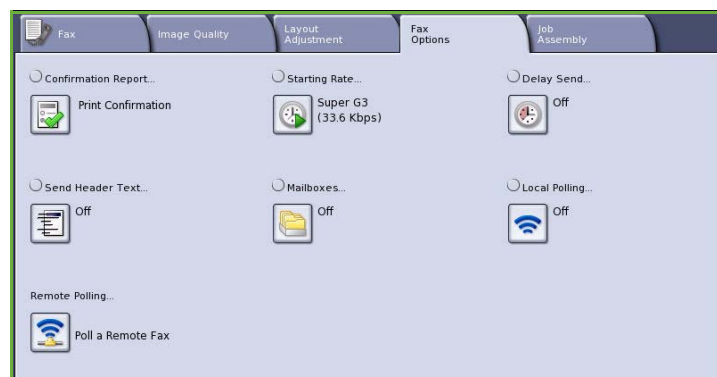 Fax
Image Quality
Layout
Adjustment
Fax
Options
Job
Assembly
Confirmation Report...
Print Confirmation
Starting Rate...
Super G3
(33.6 Kbps)
Delay Send...
Off
Send Header Text...
Off
Mailboxes...
Off
Local Polling...
Off
Remote Polling...
Poll a Remote Fax